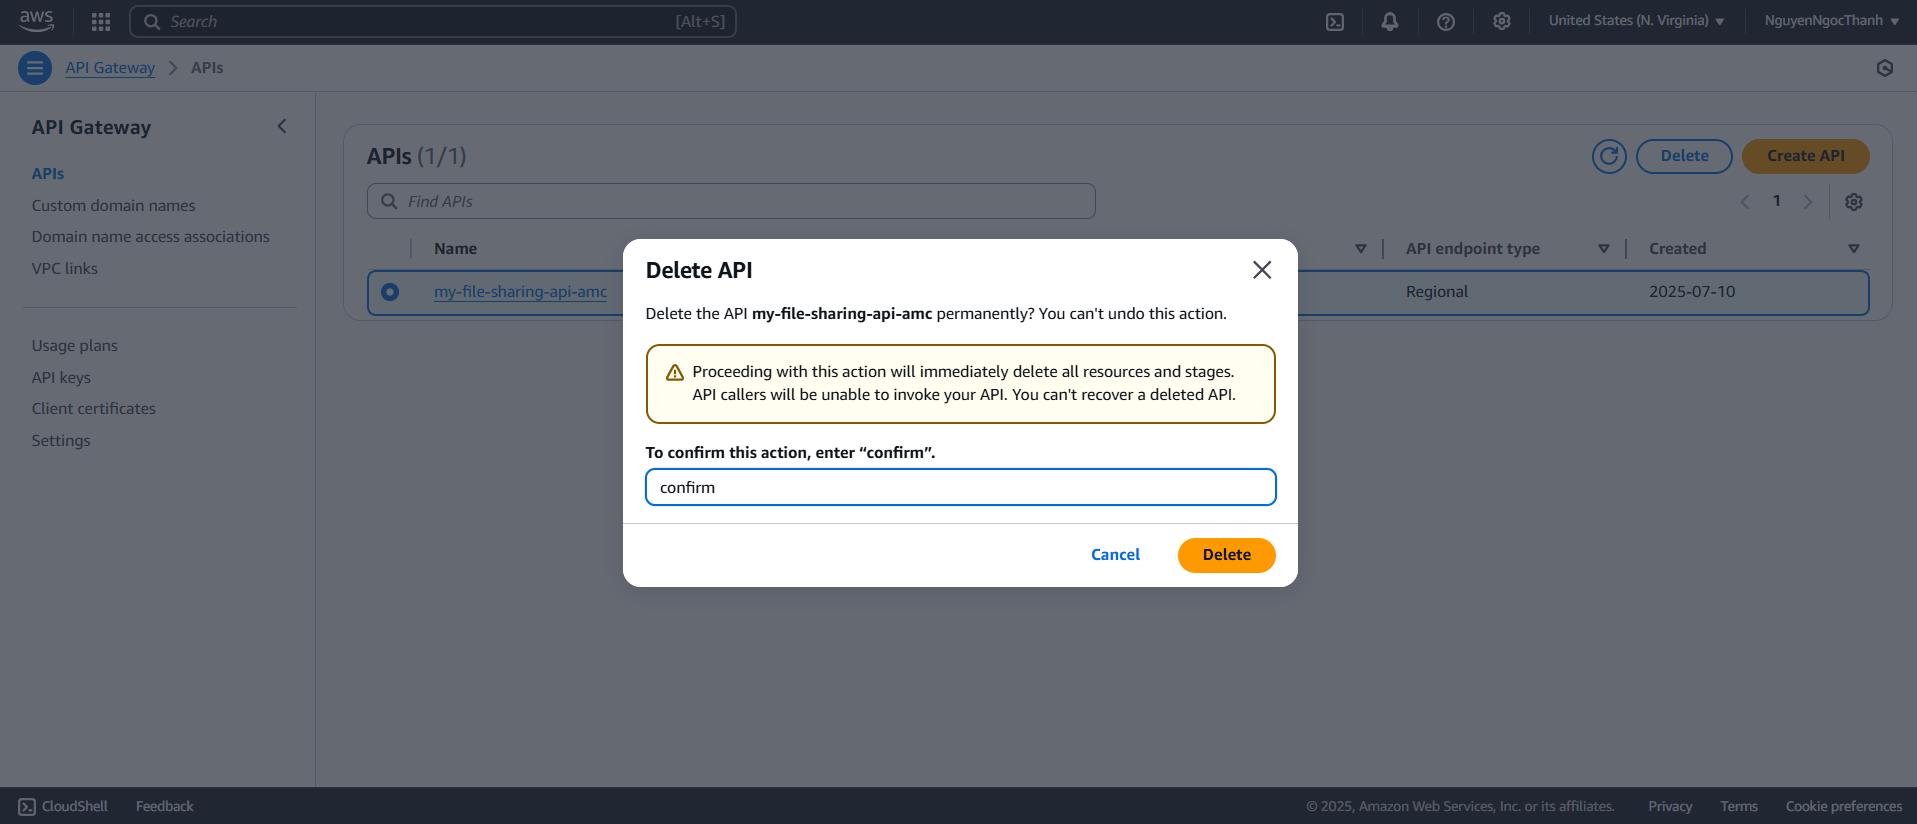 aws
Search [Alt+S]
United States (N. Virginia)
NguyenNgocThanh
API Gateway
APIs
API Gateway
APIs
Custom domain names
Domain name access associations
VPC links
Usage plans
API keys
Client certificates
Settings
APIs (1/1)
Delete
Create API
Find APIs
1
Name
API endpoint type
Created
my-file-sharing-api-amc
Regional
2025-07-10
Delete API
Delete the API my-file-sharing-api-amc permanently? You can't undo this action.
Proceeding with this action will immediately delete all resources and stages.
API callers will be unable to invoke your API. You can't recover a deleted API.
To confirm this action, enter “confirm”.
confirm
Cancel
Delete
CloudShell
Feedback
© 2025, Amazon Web Services, Inc. or its affiliates.
Privacy
Terms
Cookie preferences